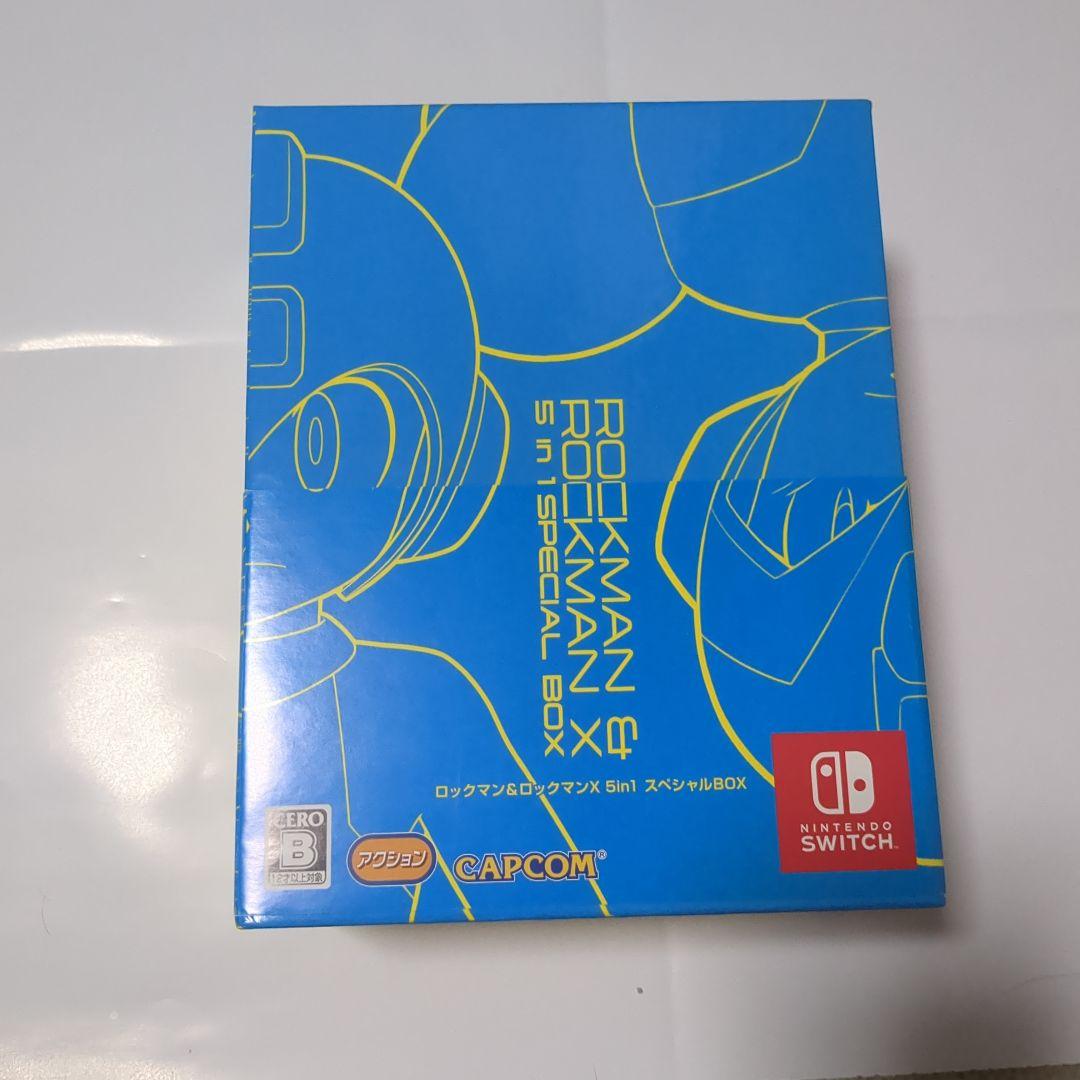 ROCKMAN &
ROCKMAN X
5 in 1 SPECIAL BOX
ロックマン&ロックマンX 5in1 スペシャルBOX
CERO
B
12才以上対象
アクション
CAPCOM®
NINTENDO
SWITCH™